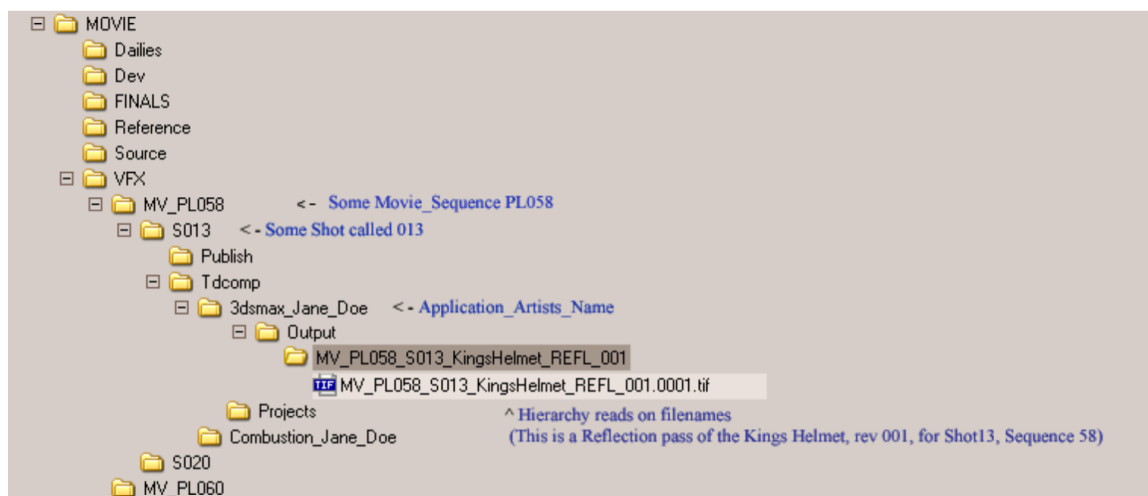 MOVIE
Dailies
Dev
FINALS
Reference
Source
VFX
MV_PL058 <- Some Movie_Sequence PL058
S013 <- Some Shot called 013
Publish
Tdcomp
3dsmax_Jane_Doe <- Application_Artists_Name
Output
MV_PL058_S013_KingsHelmet_REFL_001
TIF MV_PL058_S013_KingsHelmet_REFL_001.0001.tif
Projects ^ Hierarchy reads on filenames
Combustion_Jane_Doe (This is a Reflection pass of the Kings Helmet, rev 001, for Shot13, Sequence 58)
S020
MV_PL060